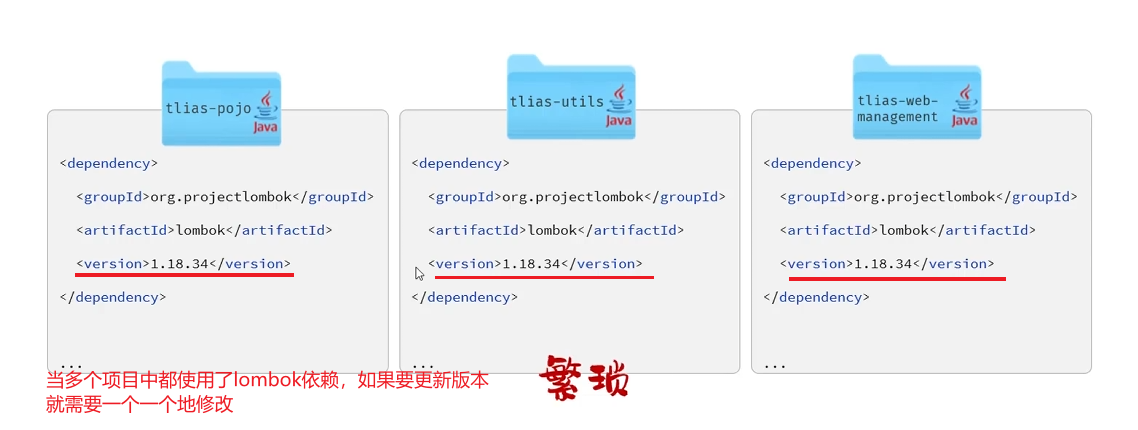 tlias-pojo
Java
<dependency>
<groupId>org.projectlombok</groupId>
<artifactId>lombok</artifactId>
<version>1.18.34</version>
</dependency>
...
tlias-utils
Java
<dependency>
<groupId>org.projectlombok</groupId>
<artifactId>lombok</artifactId>
<version>1.18.34</version>
</dependency>
...
tlias-web-
management
Java
<dependency>
<groupId>org.projectlombok</groupId>
<artifactId>lombok</artifactId>
<version>1.18.34</version>
</dependency>
...
当多个项目中都使用了lombok依赖，如果要更新版本
就需要一个一个地修改
繁琐